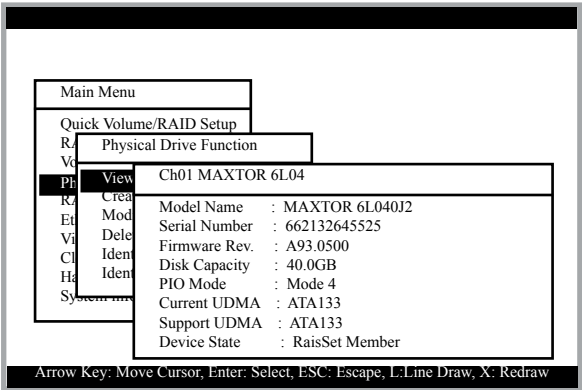 Main Menu
Quick Volume/RAID Setup
Physical Drive Function
View
Ch01 MAXTOR 6L04
Model Name : MAXTOR 6L040J2
Serial Number : 662132645525
Firmware Rev. : A93.0500
Disk Capacity : 40.0GB
PIO Mode : Mode 4
Current UDMA : ATA133
Support UDMA : ATA133
Device State : RaisSet Member
Arrow Key: Move Cursor, Enter: Select, ESC: Escape, L:Line Draw, X: Redraw